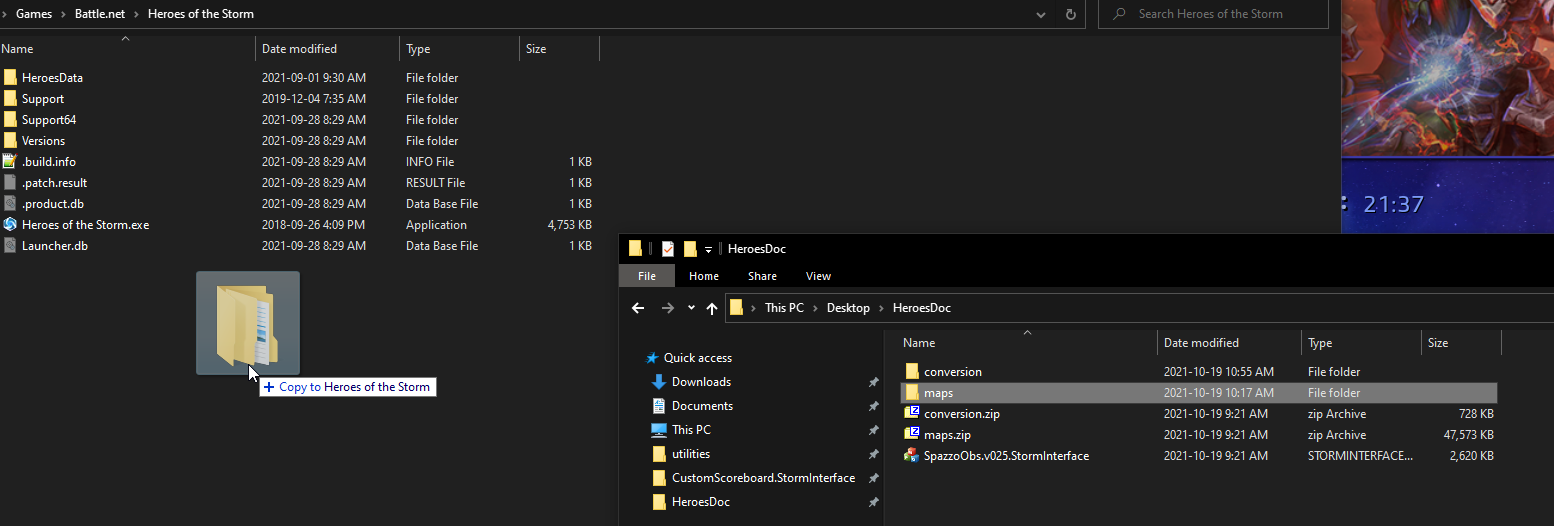 › Games › Battle.net › Heroes of the Storm
Search Heroes of the Storm
Name Date modified Type Size
HeroesData 2021-09-01 9:30 AM File folder
Support 2019-12-04 7:35 AM File folder
Support64 2021-09-28 8:29 AM File folder
Versions 2021-09-28 8:29 AM File folder
.build.info 2021-09-28 8:29 AM INFO File 1 KB
.patch.result 2021-09-28 8:29 AM RESULT File 1 KB
.product.db 2021-09-28 8:29 AM Data Base File 1 KB
Heroes of the Storm.exe 2018-09-26 4:09 PM Application 4,753 KB
Launcher.db 2021-09-28 8:29 AM Data Base File 1 KB
+ Copy to Heroes of the Storm
: 21:37
HeroesDoc
File Home Share View
› This PC › Desktop › HeroesDoc
Quick access
Downloads
Documents
This PC
utilities
CustomScoreboard.StormInterface
HeroesDoc
Name Date modified Type Size
conversion 2021-10-19 10:55 AM File folder
maps 2021-10-19 10:17 AM File folder
conversion.zip 2021-10-19 9:21 AM zip Archive 728 KB
maps.zip 2021-10-19 9:21 AM zip Archive 47,573 KB
SpazzoObs.v025.StormInterface 2021-10-19 9:21 AM STORMINTERFACE... 2,620 KB